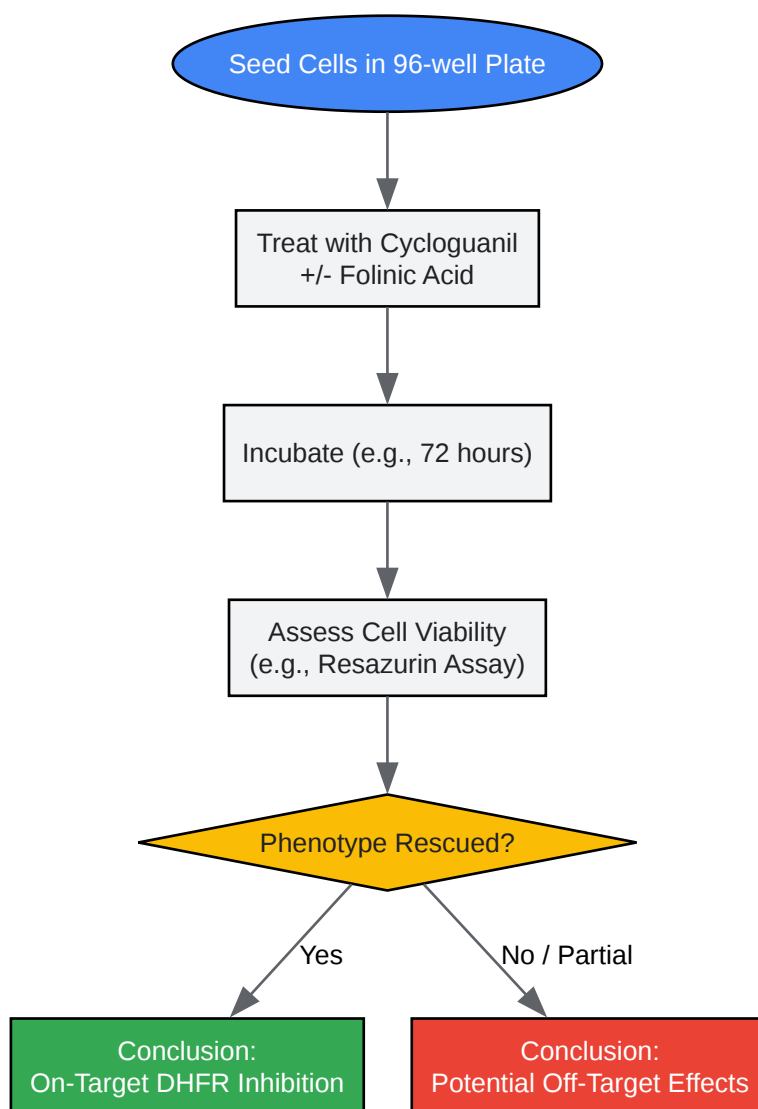 Seed Cells in 96-well Plate
Treat with Cycloguanil
+/- Folinic Acid
Incubate (e.g., 72 hours)
Assess Cell Viability
(e.g., Resazurin Assay)
Phenotype Rescued?
Yes
No / Partial
Conclusion:
On-Target DHFR Inhibition
Conclusion:
Potential Off-Target Effects